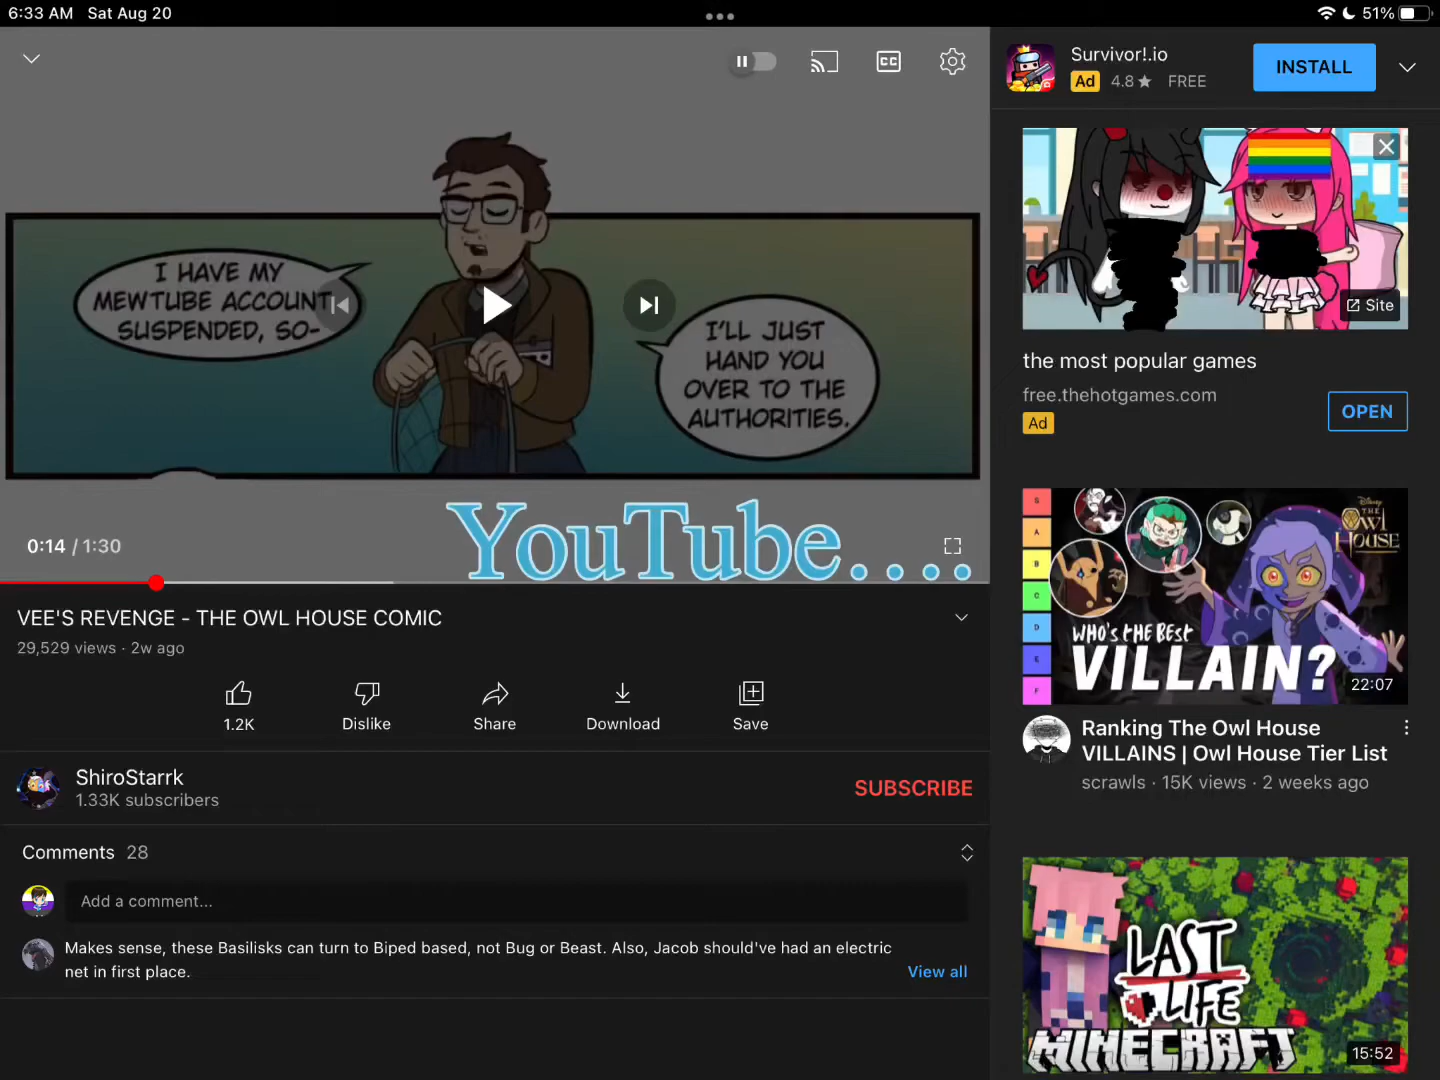 6:33 AM Sat Aug 20
51%
CC
I HAVE MY
MEWTUBE ACCOUNT
SUSPENDED, SO-
I'LL JUST
HAND YOU
OVER TO THE
AUTHORITIES.
YouTube....
0:14 / 1:30
VEE'S REVENGE - THE OWL HOUSE COMIC
29,529 views · 2w ago
1.2K
Dislike
Share
Download
Save
ShiroStarrk
1.33K subscribers
SUBSCRIBE
Comments 28
Add a comment...
Makes sense, these Basilisks can turn to Biped based, not Bug or Beast. Also, Jacob should've had an electric
net in first place.
View all
Survivor!.io
Ad 4.8★ FREE
INSTALL
Site
the most popular games
free.thehotgames.com
Ad
OPEN
S
A
B
C
D
E
F
Disney
THE
OWL
HOUSE
WHO'S THE BEST
VILLAIN?
22:07
Ranking The Owl House
VILLAINS | Owl House Tier List
scrawls · 15K views · 2 weeks ago
LAST
LIFE
MINECRAFT
15:52